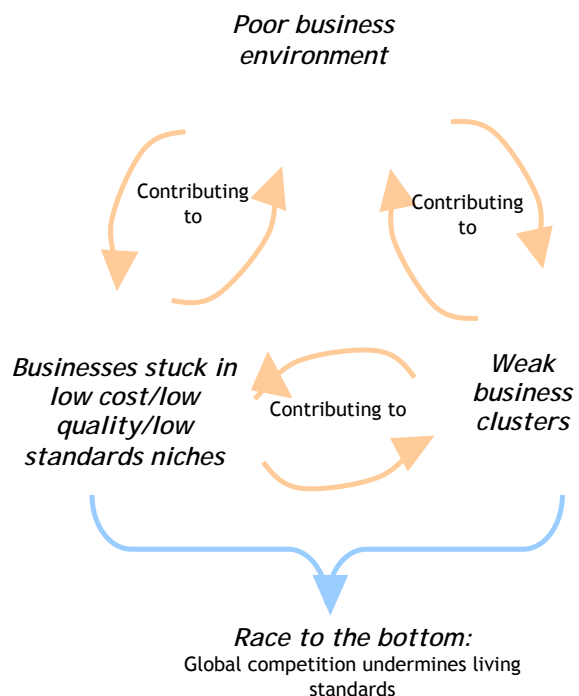 Poor business
environment
Contributing
to
Contributing
to
Businesses stuck in
low cost/low
quality/low
standards niches
Contributing to
Weak
business
clusters
Race to the bottom:
Global competition undermines living
standards